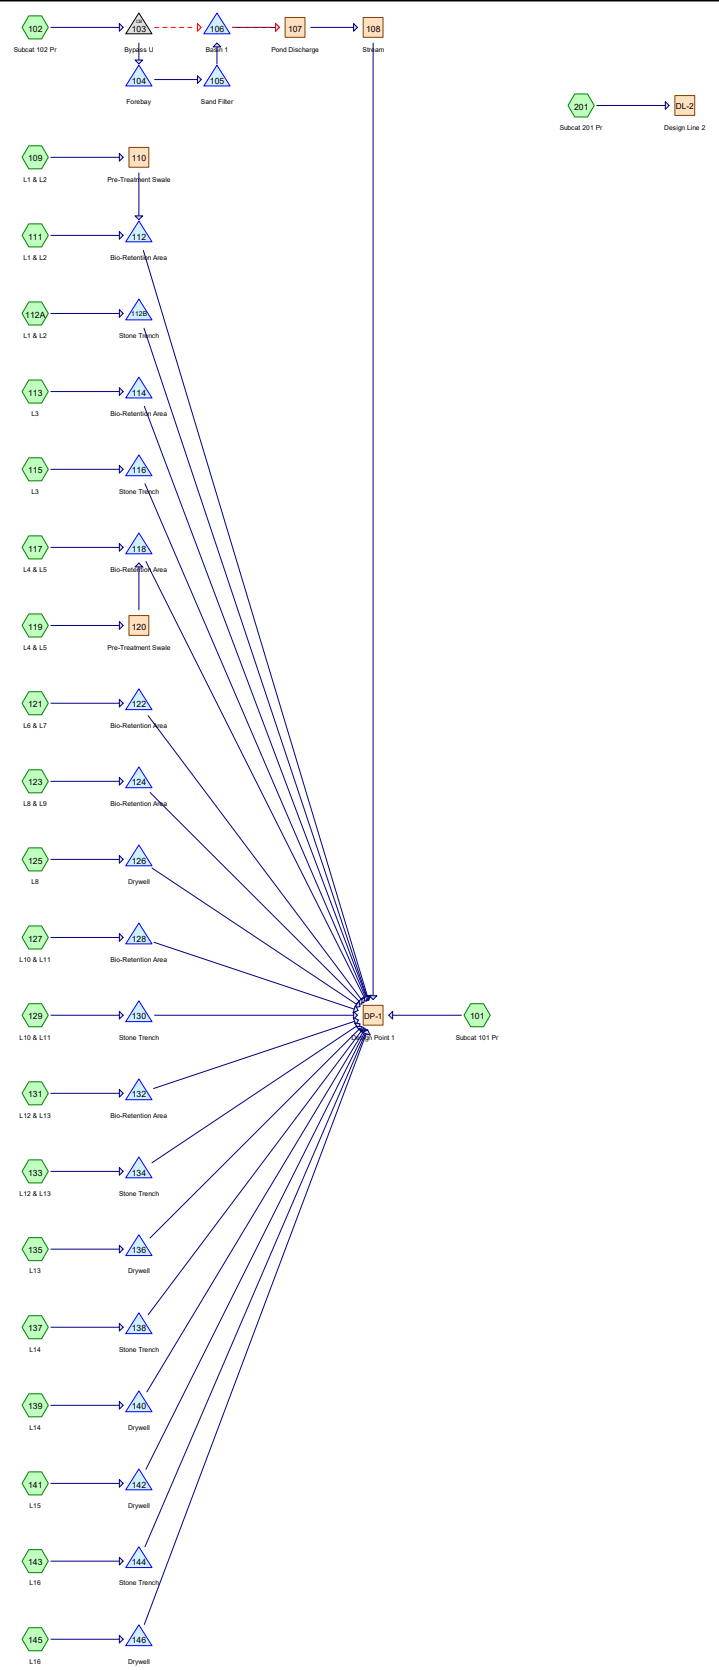 102
CB
103
106
107
108
Subcat 102 Pr
Bypass U
Basin 1
Pond Discharge
Stream
104
105
Forebay
Sand Filter
201
DL-2
Subcat 201 Pr
Design Line 2
109
110
L1 & L2
Pre-Treatment Swale
111
112
L1 & L2
Bio-Retention Area
112A
112B
L1 & L2
Stone Trench
113
114
L3
Bio-Retention Area
115
116
L3
Stone Trench
117
118
L4 & L5
Bio-Retention Area
119
120
L4 & L5
Pre-Treatment Swale
121
122
L6 & L7
Bio-Retention Area
123
124
L8 & L9
Bio-Retention Area
125
126
L8
Drywell
127
128
L10 & L11
Bio-Retention Area
129
130
DP-1
101
L10 & L11
Stone Trench
Design Point 1
Subcat 101 Pr
131
132
L12 & L13
Bio-Retention Area
133
134
L12 & L13
Stone Trench
135
136
L13
Drywell
137
138
L14
Stone Trench
139
140
L14
Drywell
141
142
L15
Drywell
143
144
L16
Stone Trench
145
146
L16
Drywell